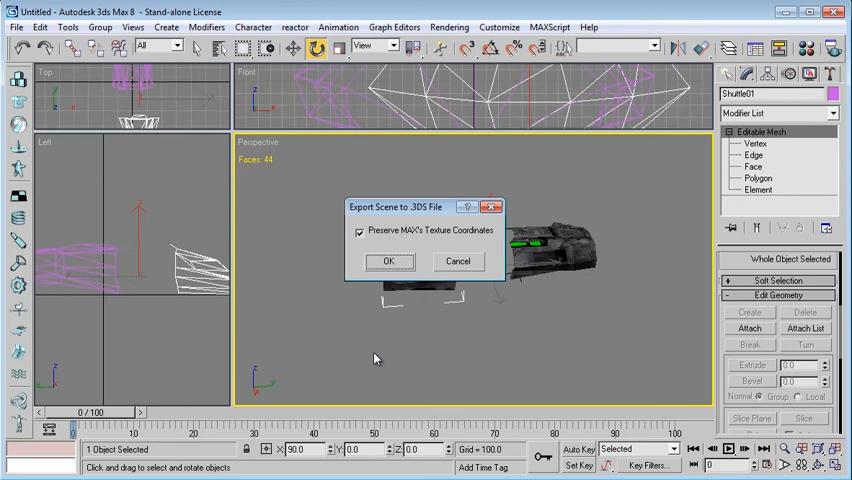 Untitled - Autodesk 3ds Max 8 - Stand-alone License
File Edit Tools Group Views Create Modifiers Character reactor Animation Graph Editors Rendering Customize MAXScript Help
All
View
Top
Front
Left
Perspective
Faces: 44
Export Scene to .3DS File
Preserve MAX's Texture Coordinates
OK Cancel
Shuttle01
Modifier List
Editable Mesh
Vertex
Edge
Face
Polygon
Element
Whole Object Selected
+ Soft Selection
- Edit Geometry
Create Delete
Attach Attach List
Break Turn
Extrude 0.0
Bevel 0.0
Normal: Group Local
Slice Plane Slice
0 / 100
0 10 20 30 40 50 60 70 80 90 100
1 Object Selected X: 90.0 Y: 0.0 Z: 0.0 Grid = 100.0
Auto Key Selected
Click and drag to select and rotate objects
Add Time Tag
Set Key Key Filters...
0